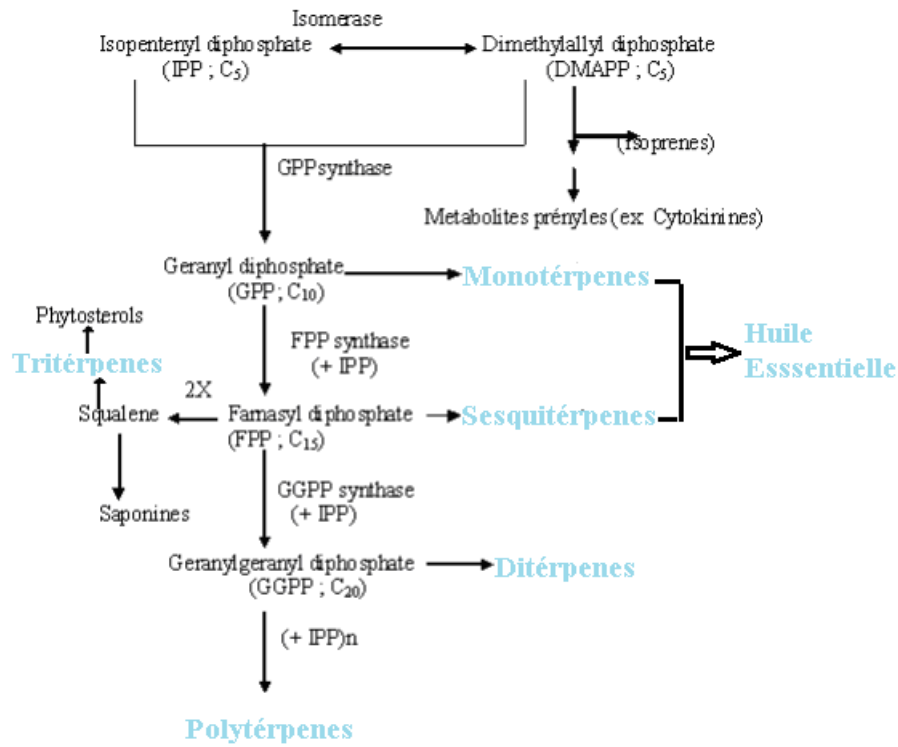 Isomerase
Isopentenyl diphosphate
(IPP ; C5)
Dimethylallyl diphosphate
(DMAPP ; C5)
(Isoprenes)
GPP synthase
Metabolites prényles (ex Cytokinines)
Geranyl diphosphate
(GPP ; C10)
Monotérpenes
Phytosterols
Tritérpenes
FPP synthase
(+ IPP)
Huile
Esssentielle
2X
Squalene
Farnasyl diphosphate
(FPP ; C15)
Sesquitérpenes
GGPP synthase
(+ IPP)
Saponines
Geranylgeranyl diphosphate
(GGPP ; C20)
Ditérpenes
(+ IPP)n
Polytérpenes